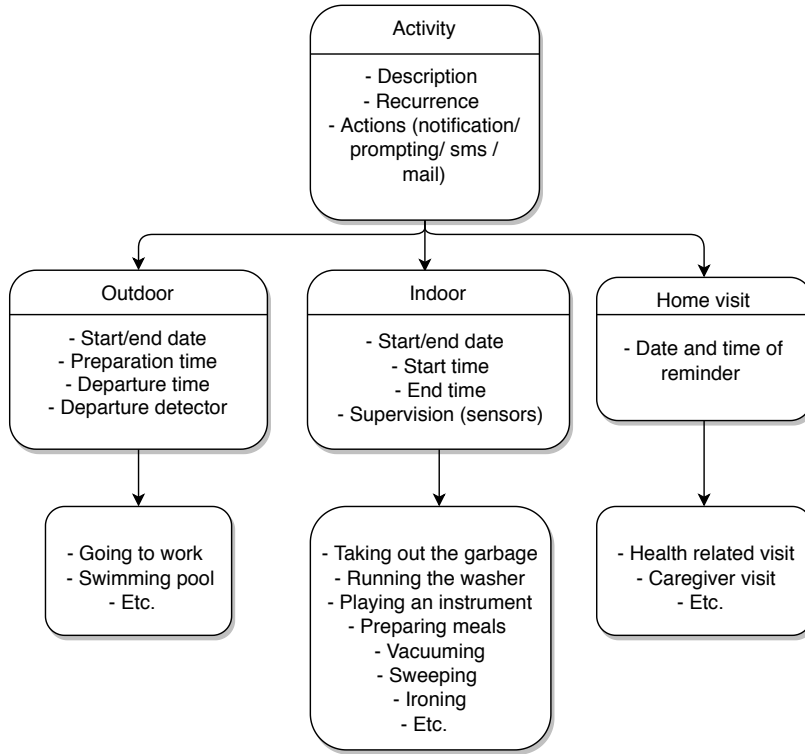 Activity
- Description
- Recurrence
- Actions (notification/
prompting/ sms /
mail)
Outdoor
- Start/end date
- Preparation time
- Departure time
- Departure detector
Indoor
- Start/end date
- Start time
- End time
- Supervision (sensors)
Home visit
- Date and time of
reminder
- Going to work
- Swimming pool
- Etc.
- Taking out the garbage
- Running the washer
- Playing an instrument
- Preparing meals
- Vacuuming
- Sweeping
- Ironing
- Etc.
- Health related visit
- Caregiver visit
- Etc.